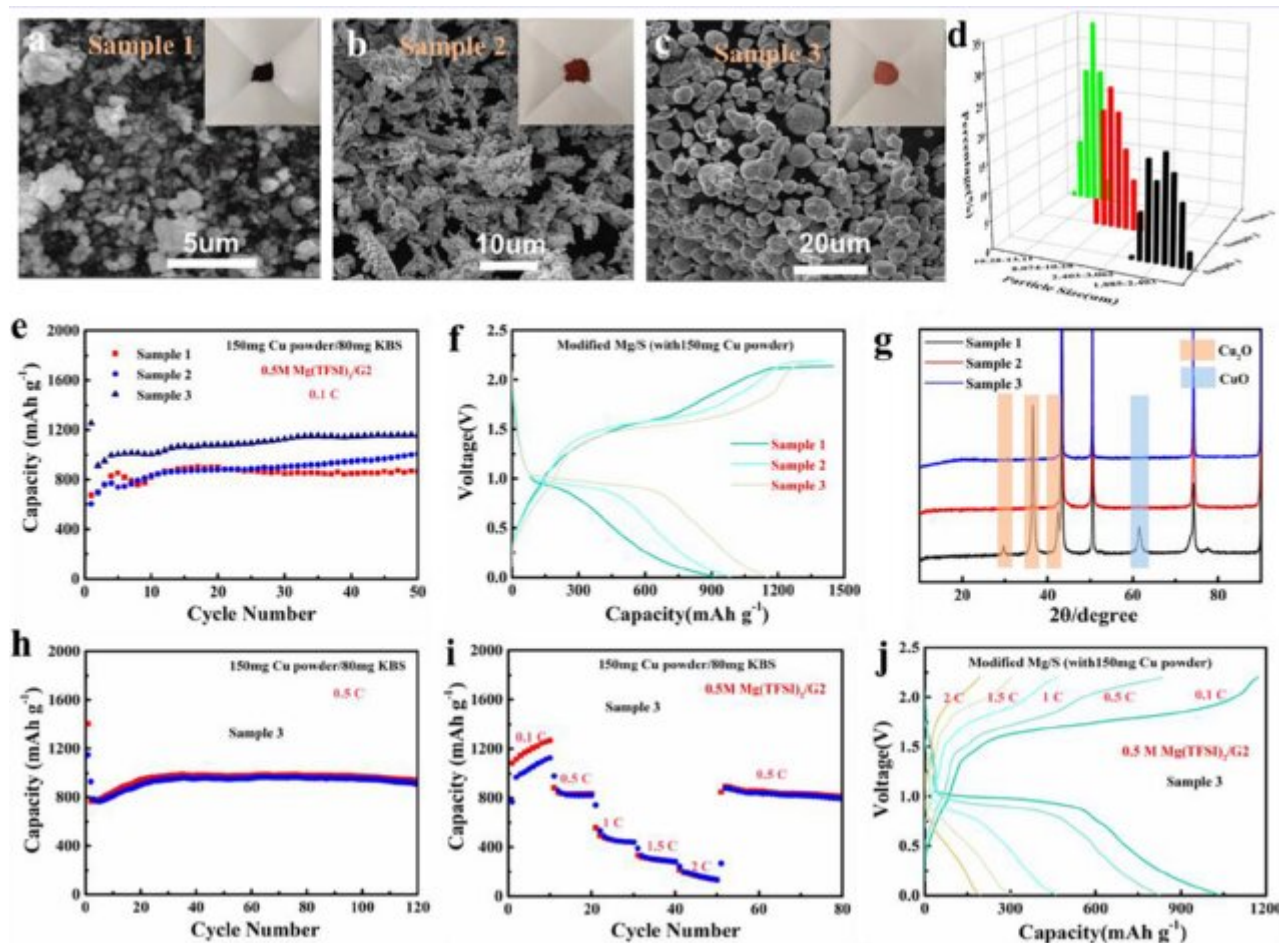 a
Sample 1
5um
b
Sample 2
10um
c
Sample 3
20um
d
Percentage(%)
Particle Size(um)
Sample 1
e
Capacity (mAh g⁻¹)
2000
1600
1200
800
400
0
150mg Cu powder/80mg KBS
Sample 1
Sample 2
Sample 3
0.5M Mg(TFSI)₂/G2
0.1 C
0 10 20 30 40 50
Cycle Number
f
Voltage(V)
2.5
2.0
1.5
1.0
0.5
0.0
Modified Mg/S (with150mg Cu powder)
Sample 1
Sample 2
Sample 3
0 300 600 900 1200 1450
Capacity(mAh g⁻¹)
g
Sample 1
Sample 2
Sample 3
Cu₂O
CuO
20 40 60 80
2θ/degree
h
Capacity (mAh g⁻¹)
2000
1600
1200
800
400
0
150mg Cu powder/80mg KBS
0.5 C
Sample 3
0 20 40 60 80 100 120
Cycle Number
i
Capacity (mAh g⁻¹)
2000
1600
1200
800
400
0
150mg Cu powder/80mg KBS
0.5M Mg(TFSI)₂/G2
Sample 3
0.1 C
0.5 C
1 C
1.5 C
2 C
0.5 C
0 20 40 60 80
Cycle Number
j
Voltage(V)
2.5
2.0
1.5
1.0
0.5
0.0
Modified Mg/S (with150mg Cu powder)
2 C 1.5 C 1 C 0.5 C 0.1 C
0.5 M Mg(TFSI)₂/G2
Sample 3
0 300 600 900 1200
Capacity(mAh g⁻¹)